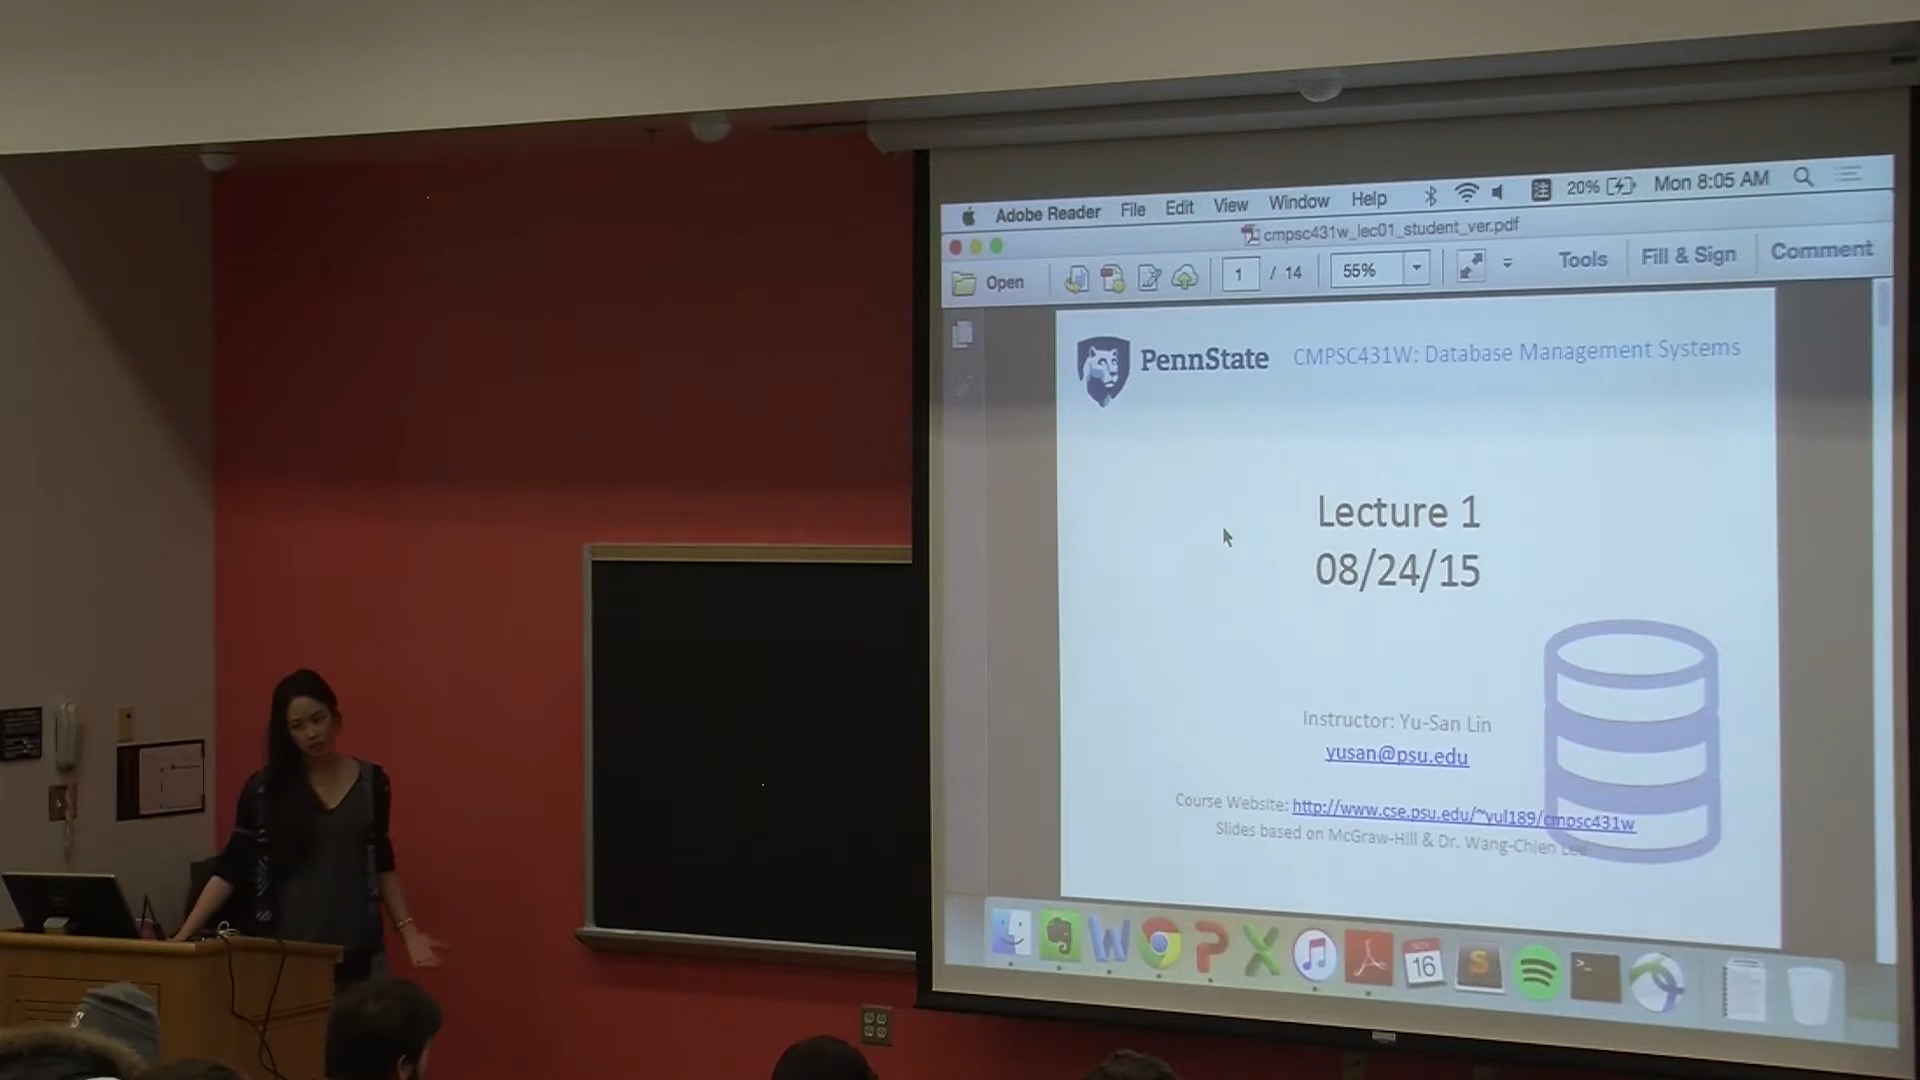 Adobe Reader File Edit View Window Help 20% Mon 8:05 AM
cmpsc431w_lec01_student_ver.pdf
Open 1 / 14 55% Tools Fill & Sign Comment
PennState CMPSC431W: Database Management Systems
Lecture 1
08/24/15
Instructor: Yu-San Lin
yusan@psu.edu
Course Website: http://www.cse.psu.edu/~yul189/cmpsc431w
Slides based on McGraw-Hill & Dr. Wang-Chien Lee
NOV
16